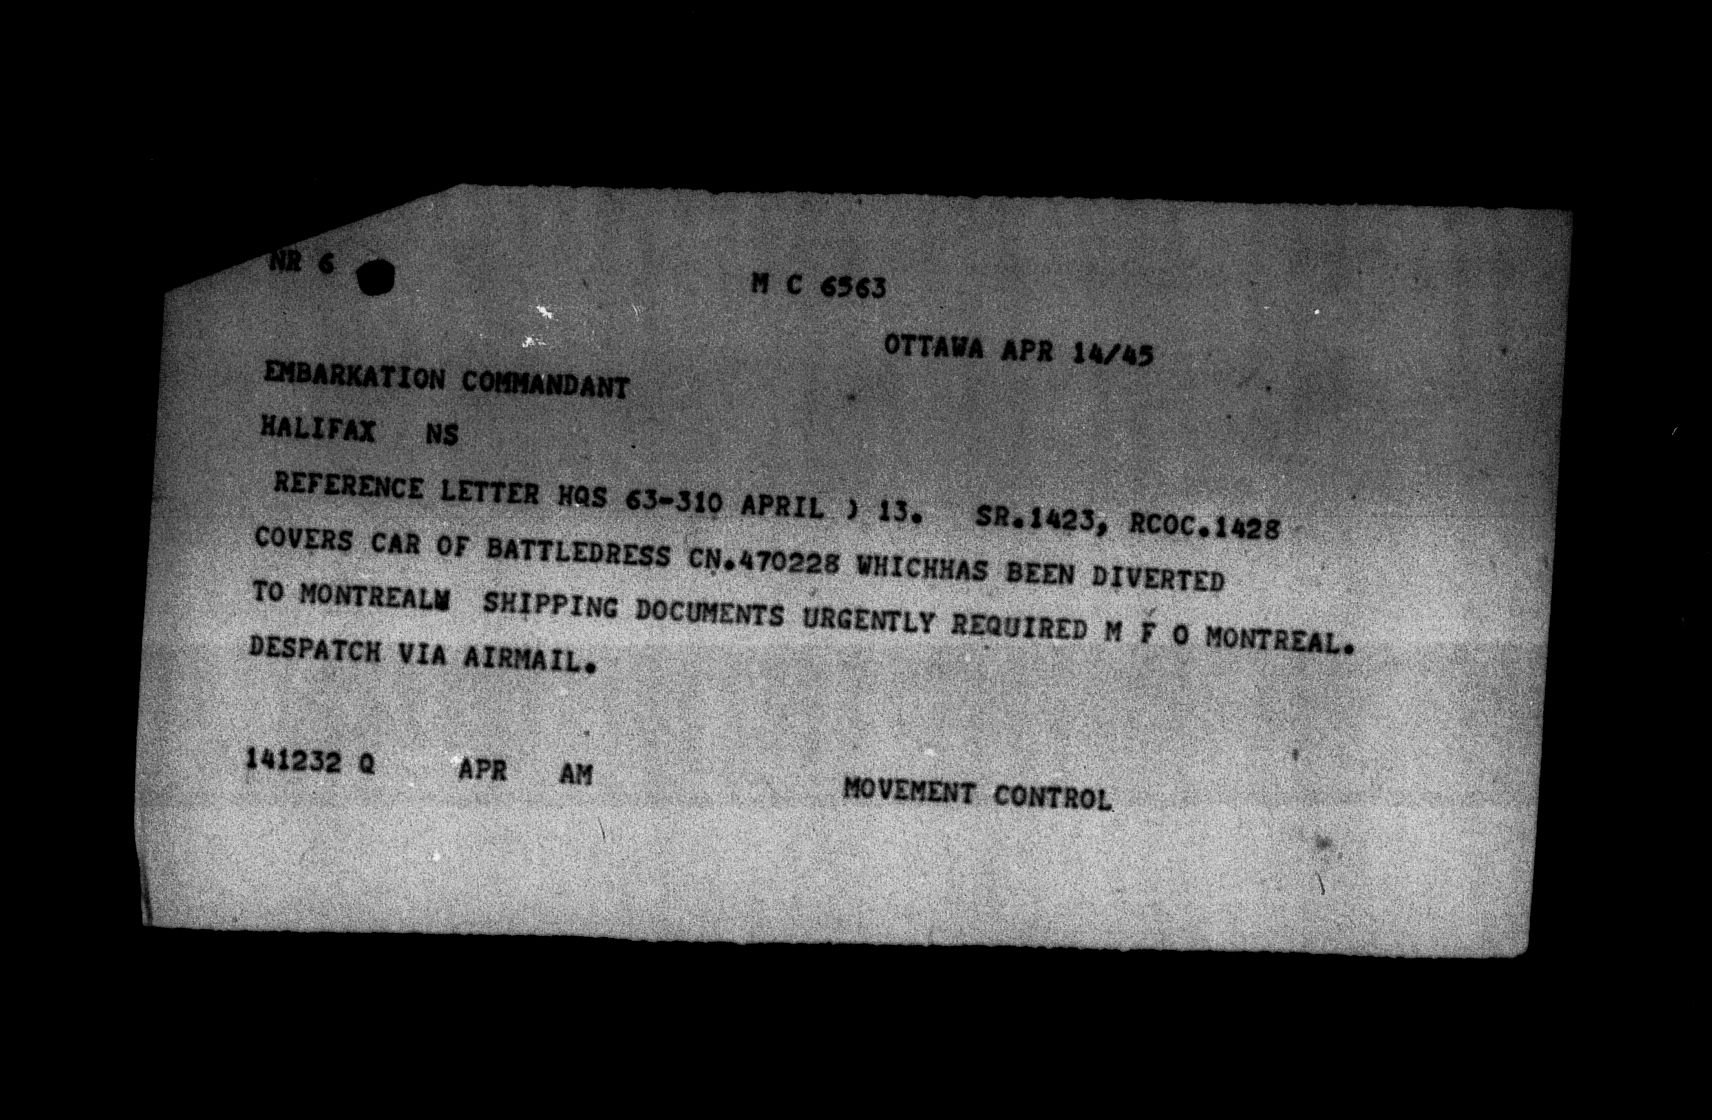 NR 6
M C 6563
OTTAWA APR 14/45
EMBARKATION COMMANDANT
HALIFAX NS
REFERENCE LETTER HQS 63-310 APRIL ) 13. SR.1423, RCOC.1428
COVERS CAR OF BATTLEDRESS CN.470228 WHICHHAS BEEN DIVERTED
TO MONTREALM SHIPPING DOCUMENTS URGENTLY REQUIRED M F O MONTREAL.
DESPATCH VIA AIRMAIL.
141232 Q APR AM
MOVEMENT CONTROL